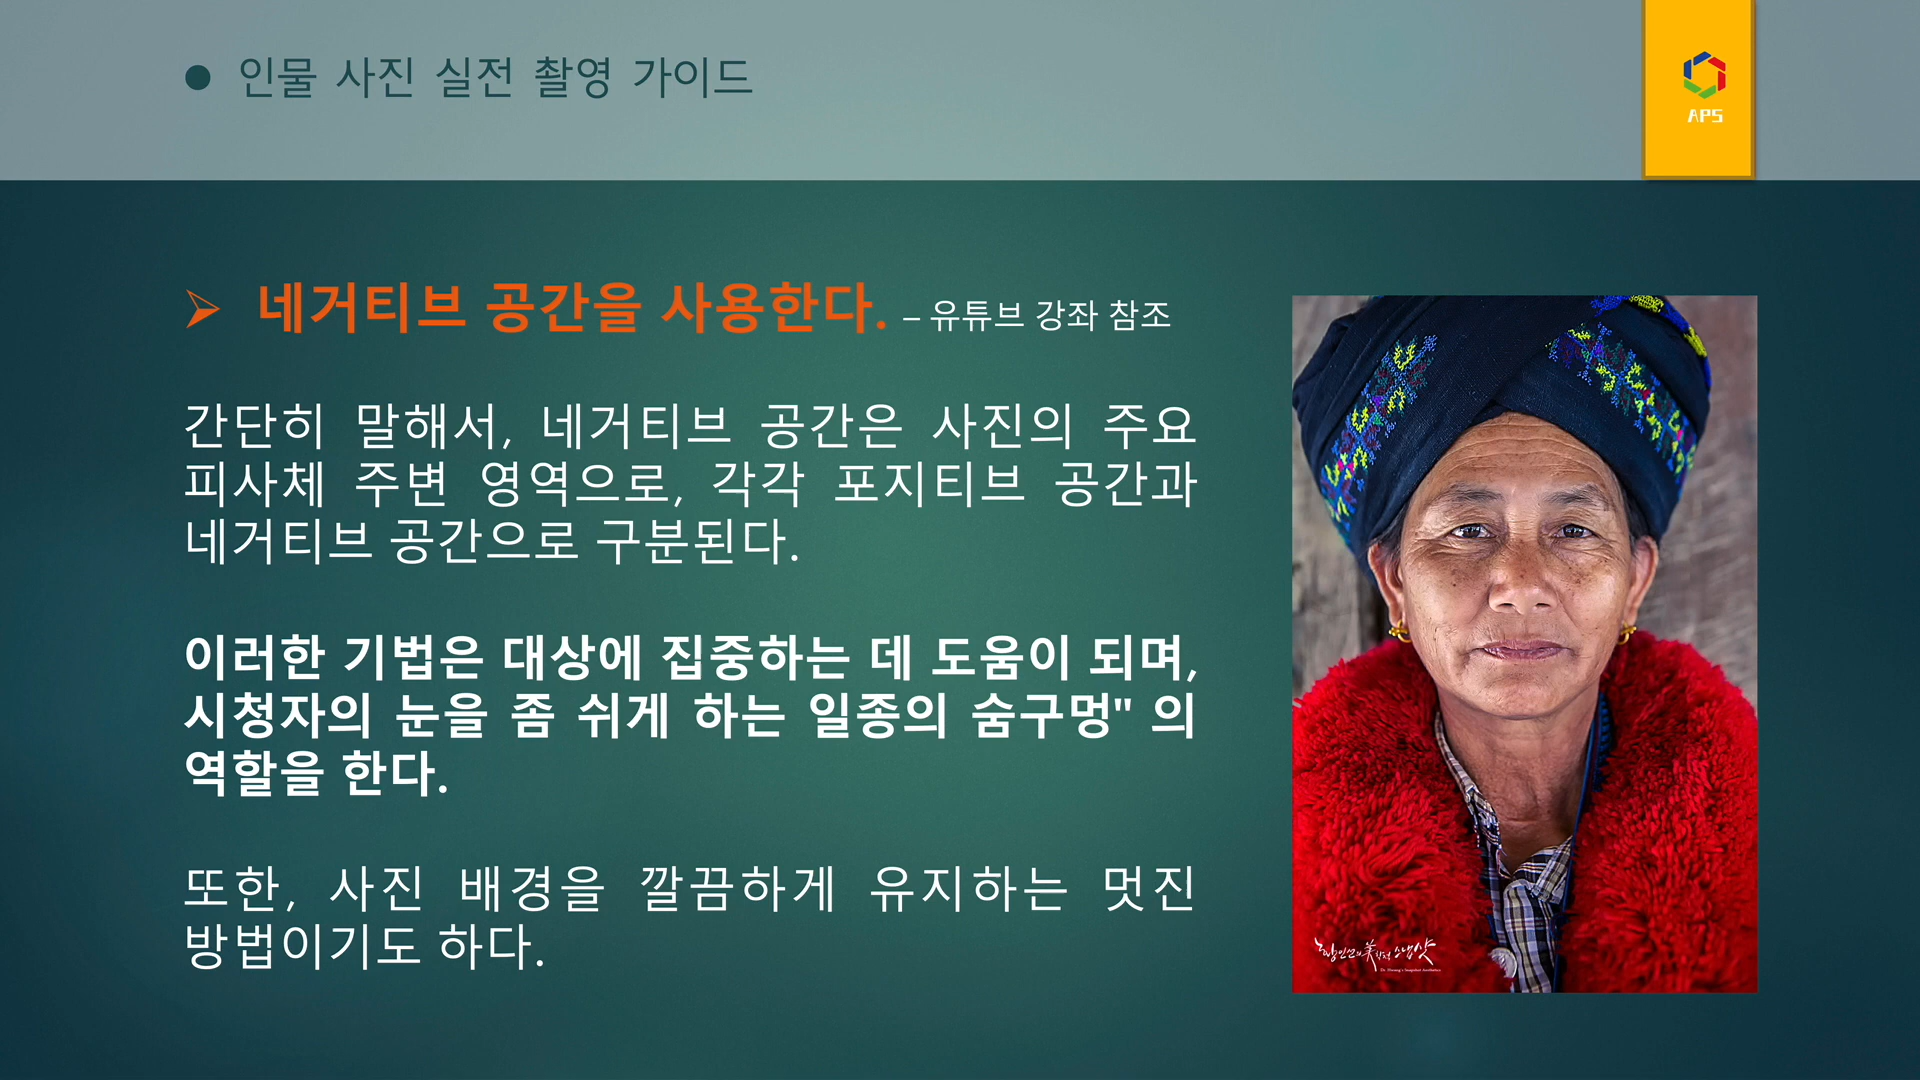 인물 사진 실전 촬영 가이드
APS
네거티브 공간을 사용한다. – 유튜브 강좌 참조
간단히 말해서, 네거티브 공간은 사진의 주요
피사체 주변 영역으로, 각각 포지티브 공간과
네거티브 공간으로 구분된다.
이러한 기법은 대상에 집중하는 데 도움이 되며,
시청자의 눈을 좀 쉬게 하는 일종의 숨구멍" 의
역할을 한다.
또한, 사진 배경을 깔끔하게 유지하는 멋진
방법이기도 하다.